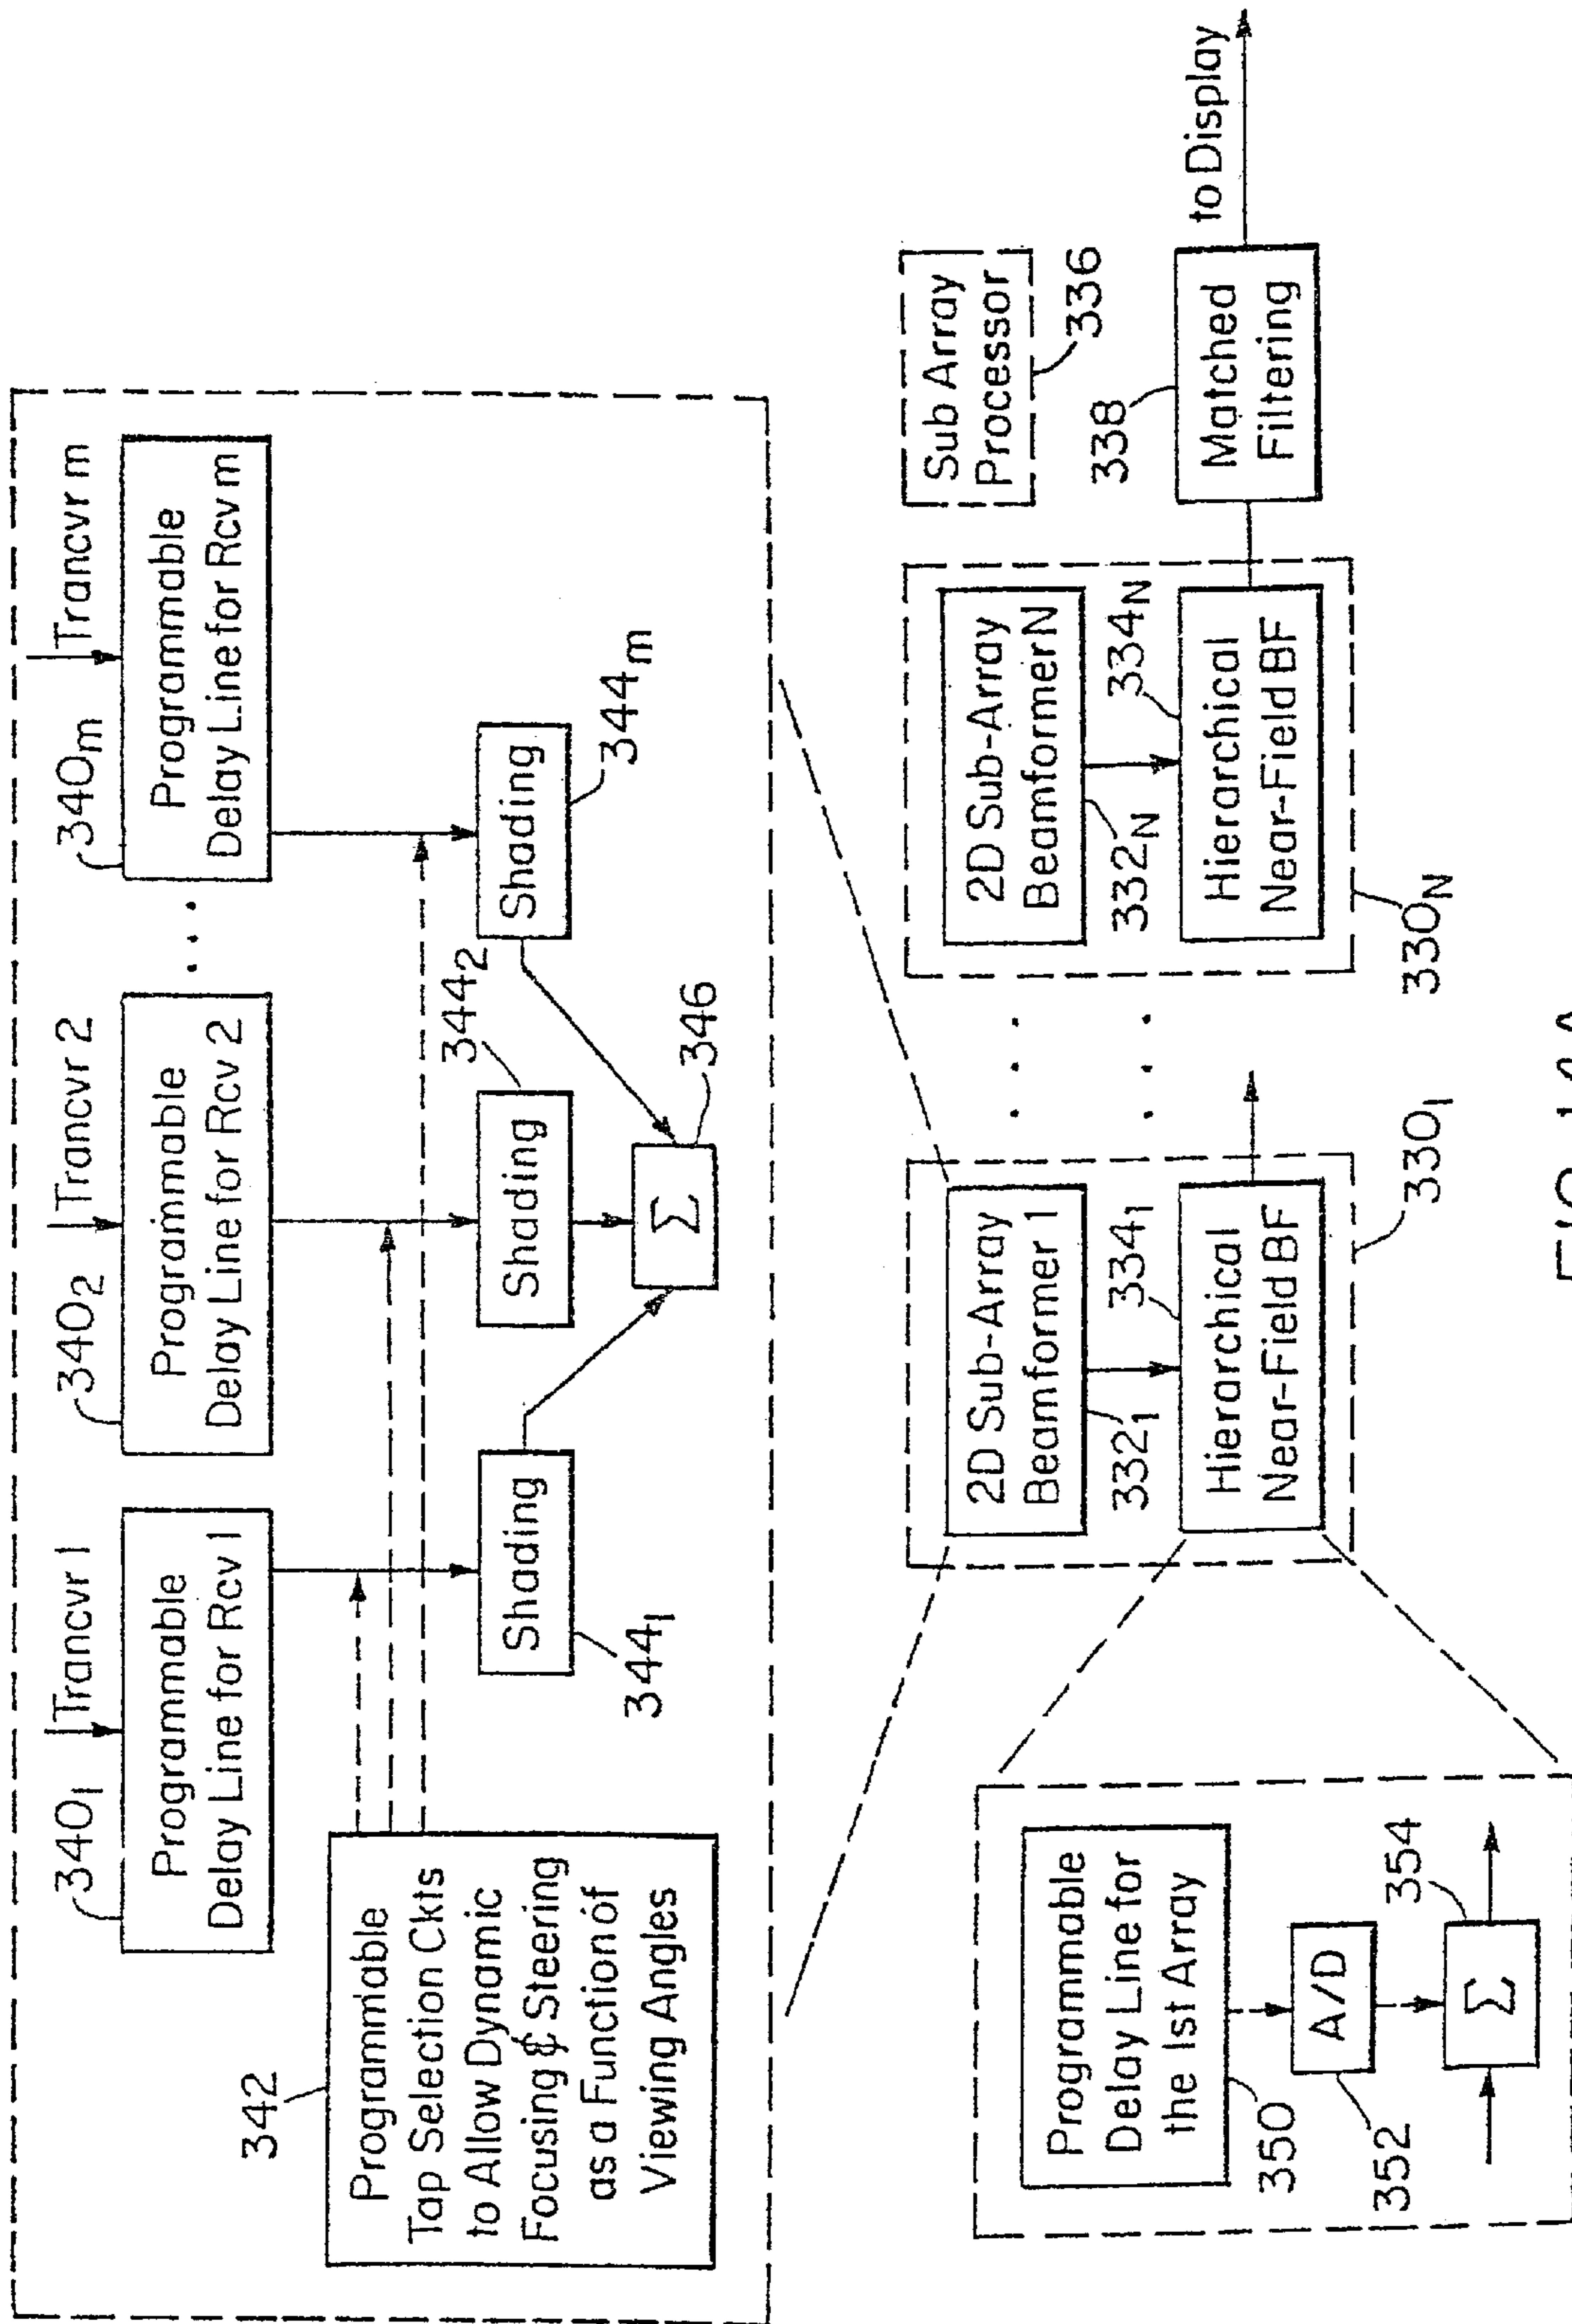 340₁
Trancvr 1
Programmable
Delay Line for Rcv 1
340₂
Trancvr 2
Programmable
Delay Line for Rcv 2
. . .
340ₘ
Trancvr m
Programmable
Delay Line for Rcv m
342
Programmable
Tap Selection Ckts
to Allow Dynamic
Focusing & Steering
as a Function of
Viewing Angles
Shading
344₁
Shading
344₂
Shading
344ₘ
Σ
346
Programmable
Delay Line for
the 1st Array
350
A/D
352
Σ
354
2D Sub-Array
Beamformer 1
332₁
334₁
Hierarchical
Near-Field BF
330₁
. . .
. . .
2D Sub-Array
Beamformer N
332_N
334_N
Hierarchical
Near-Field BF
330_N
Sub Array
Processor
336
338
Matched
Filtering
to Display